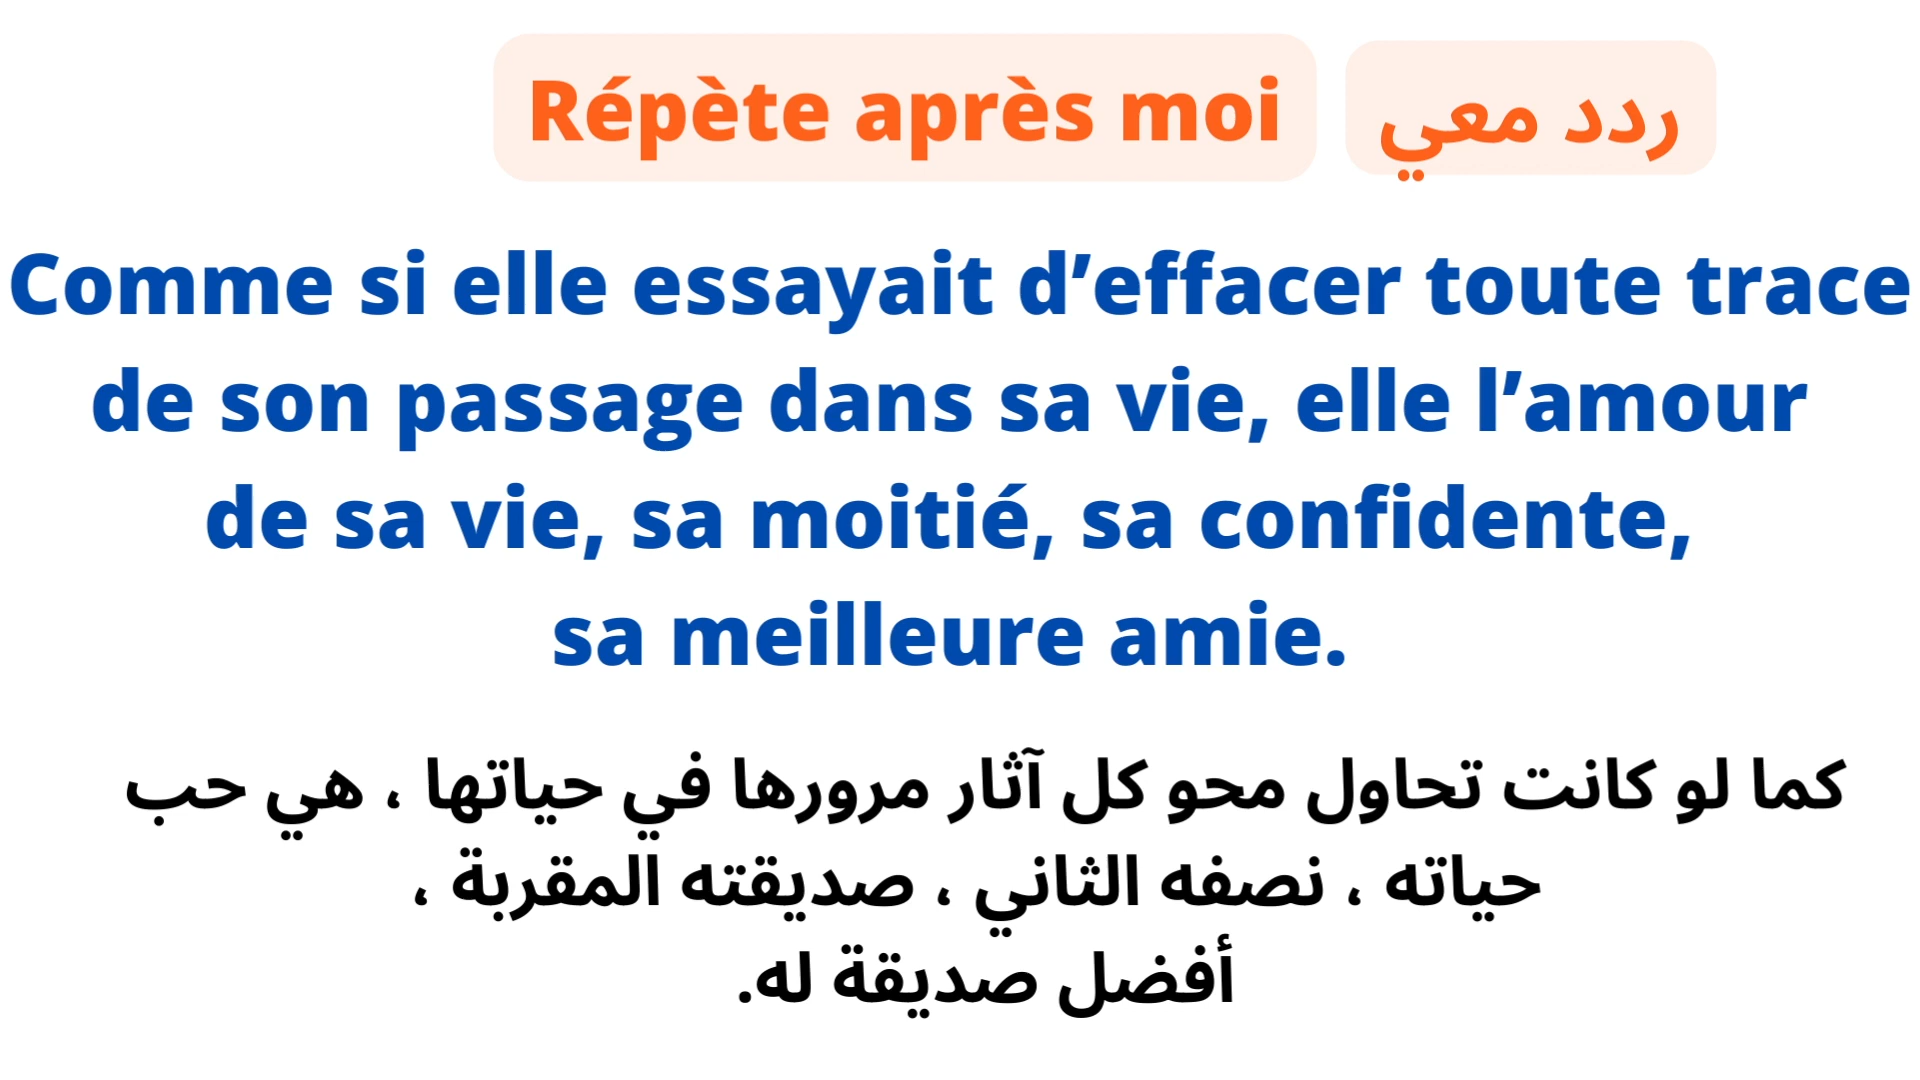 Répète après moi
ردد معي
Comme si elle essayait d’effacer toute trace
de son passage dans sa vie, elle l’amour
de sa vie, sa moitié, sa confidente,
sa meilleure amie.
كما لو كانت تحاول محو كل آثار مرورها في حياتها ، هي حب
حياته ، نصفه الثاني ، صديقته المقربة ،
أفضل صديقة له.